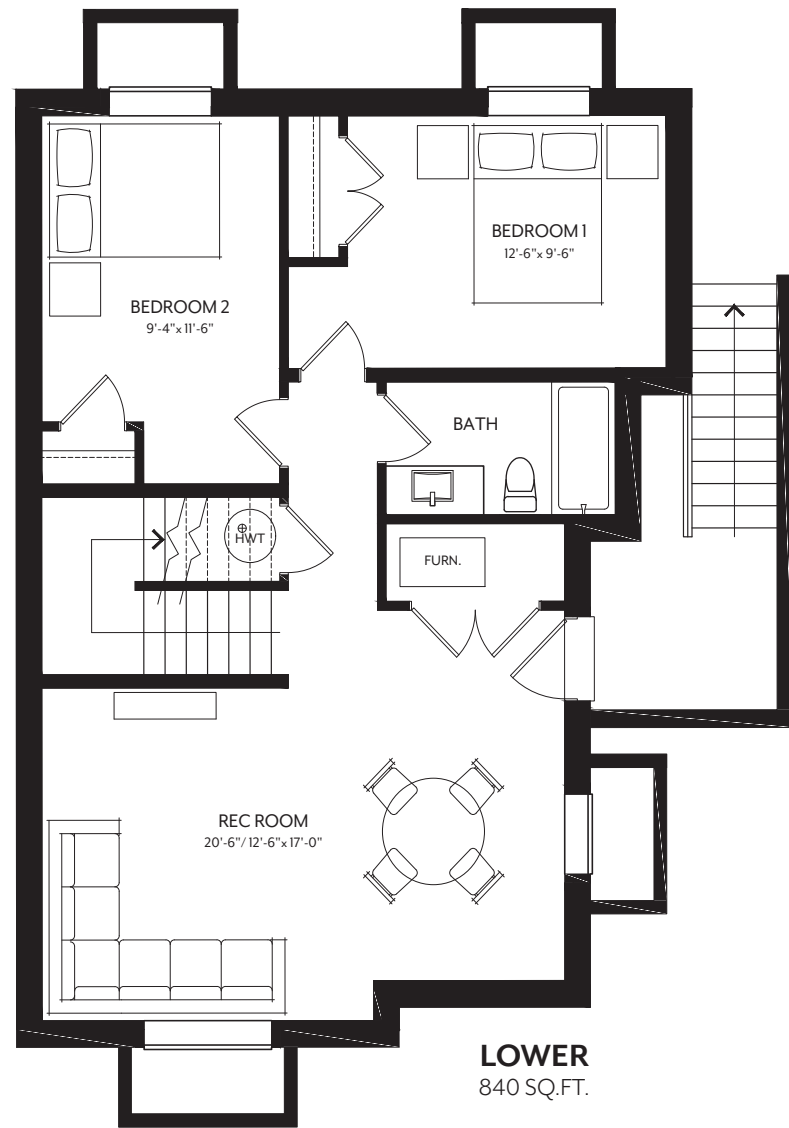 BEDROOM 1
12'-6" x 9'-6"
BEDROOM 2
9'-4" x 11'-6"
BATH
HWT
FURN.
REC ROOM
20'-6"/ 12'-6" x 17'-0"
LOWER
840 SQ.FT.